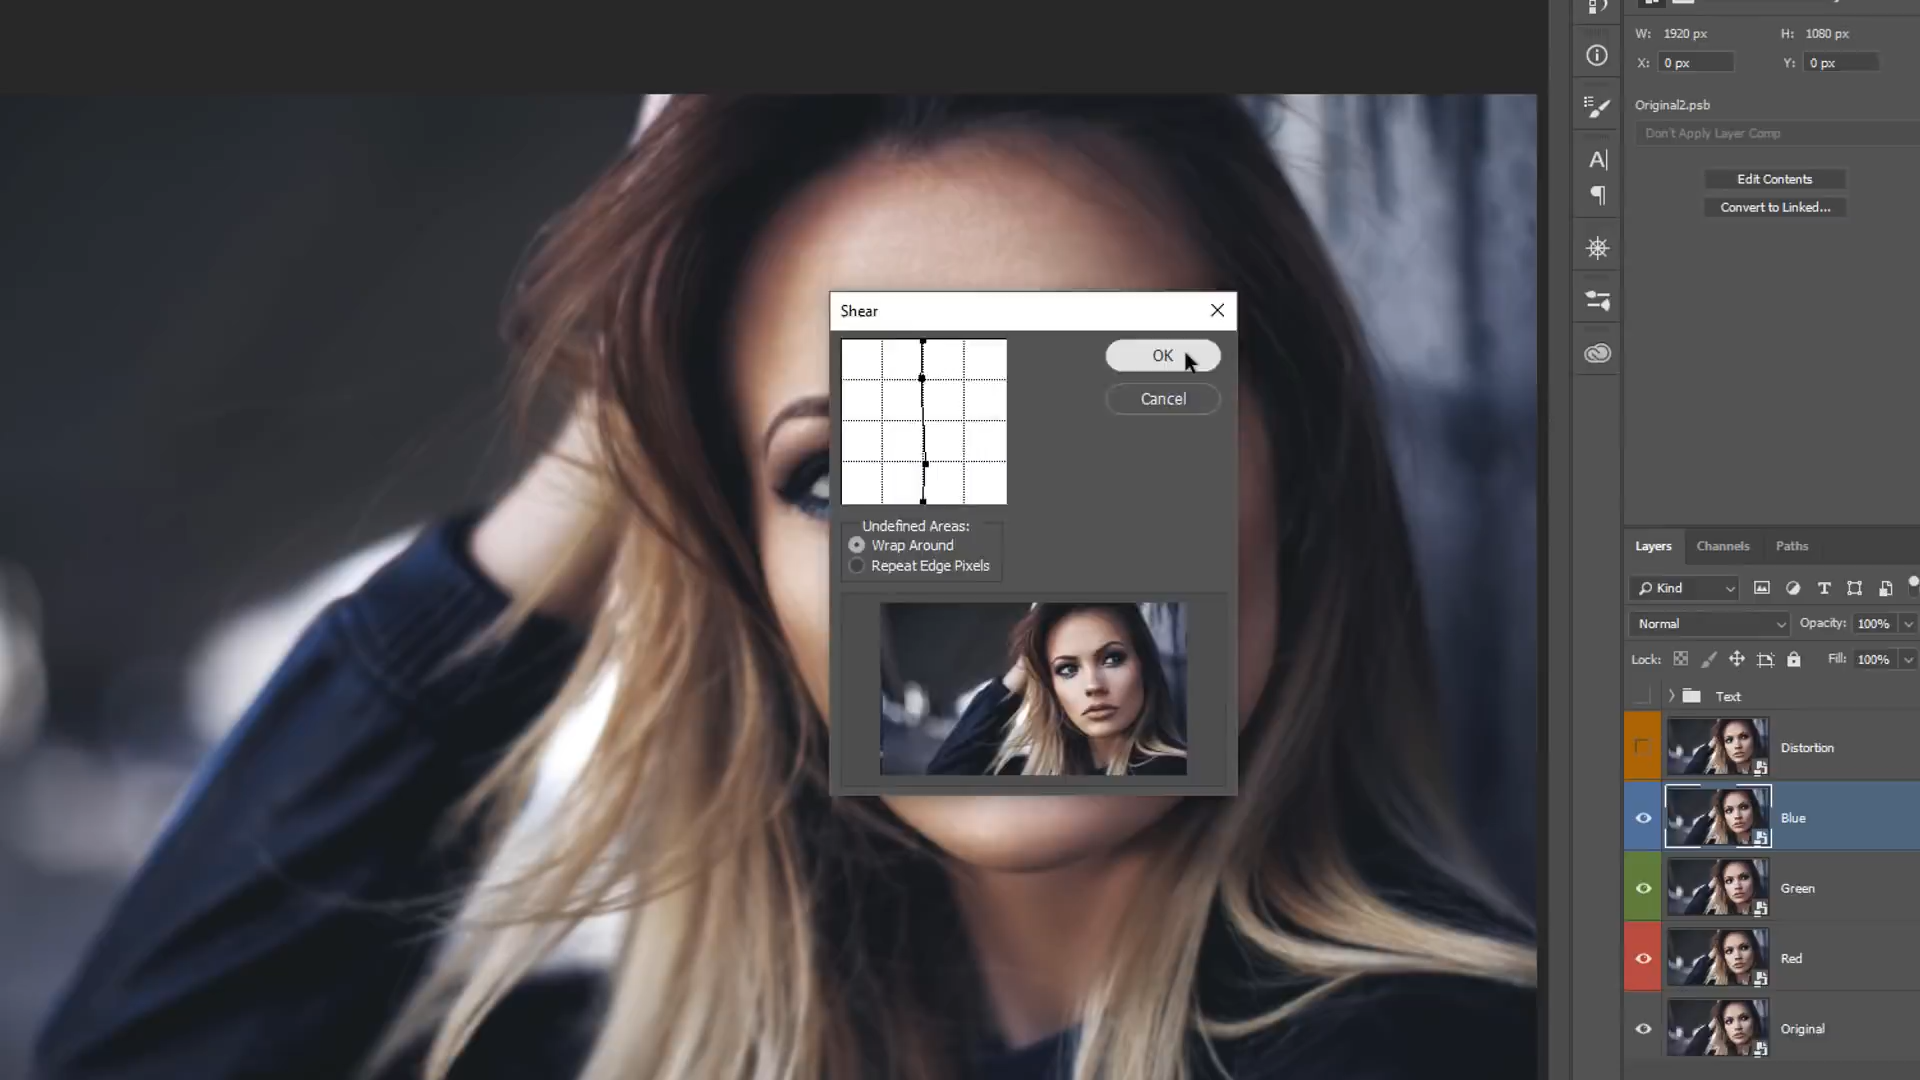 W: 1920 px H: 1080 px
X: 0 px Y: 0 px
Original2.psb
Don't Apply Layer Comp
Edit Contents
Convert to Linked...
Shear
OK
Cancel
Undefined Areas:
Wrap Around
Repeat Edge Pixels
Layers Channels Paths
Kind
Normal Opacity: 100%
Lock: Fill: 100%
Text
Distortion
Blue
Green
Red
Original